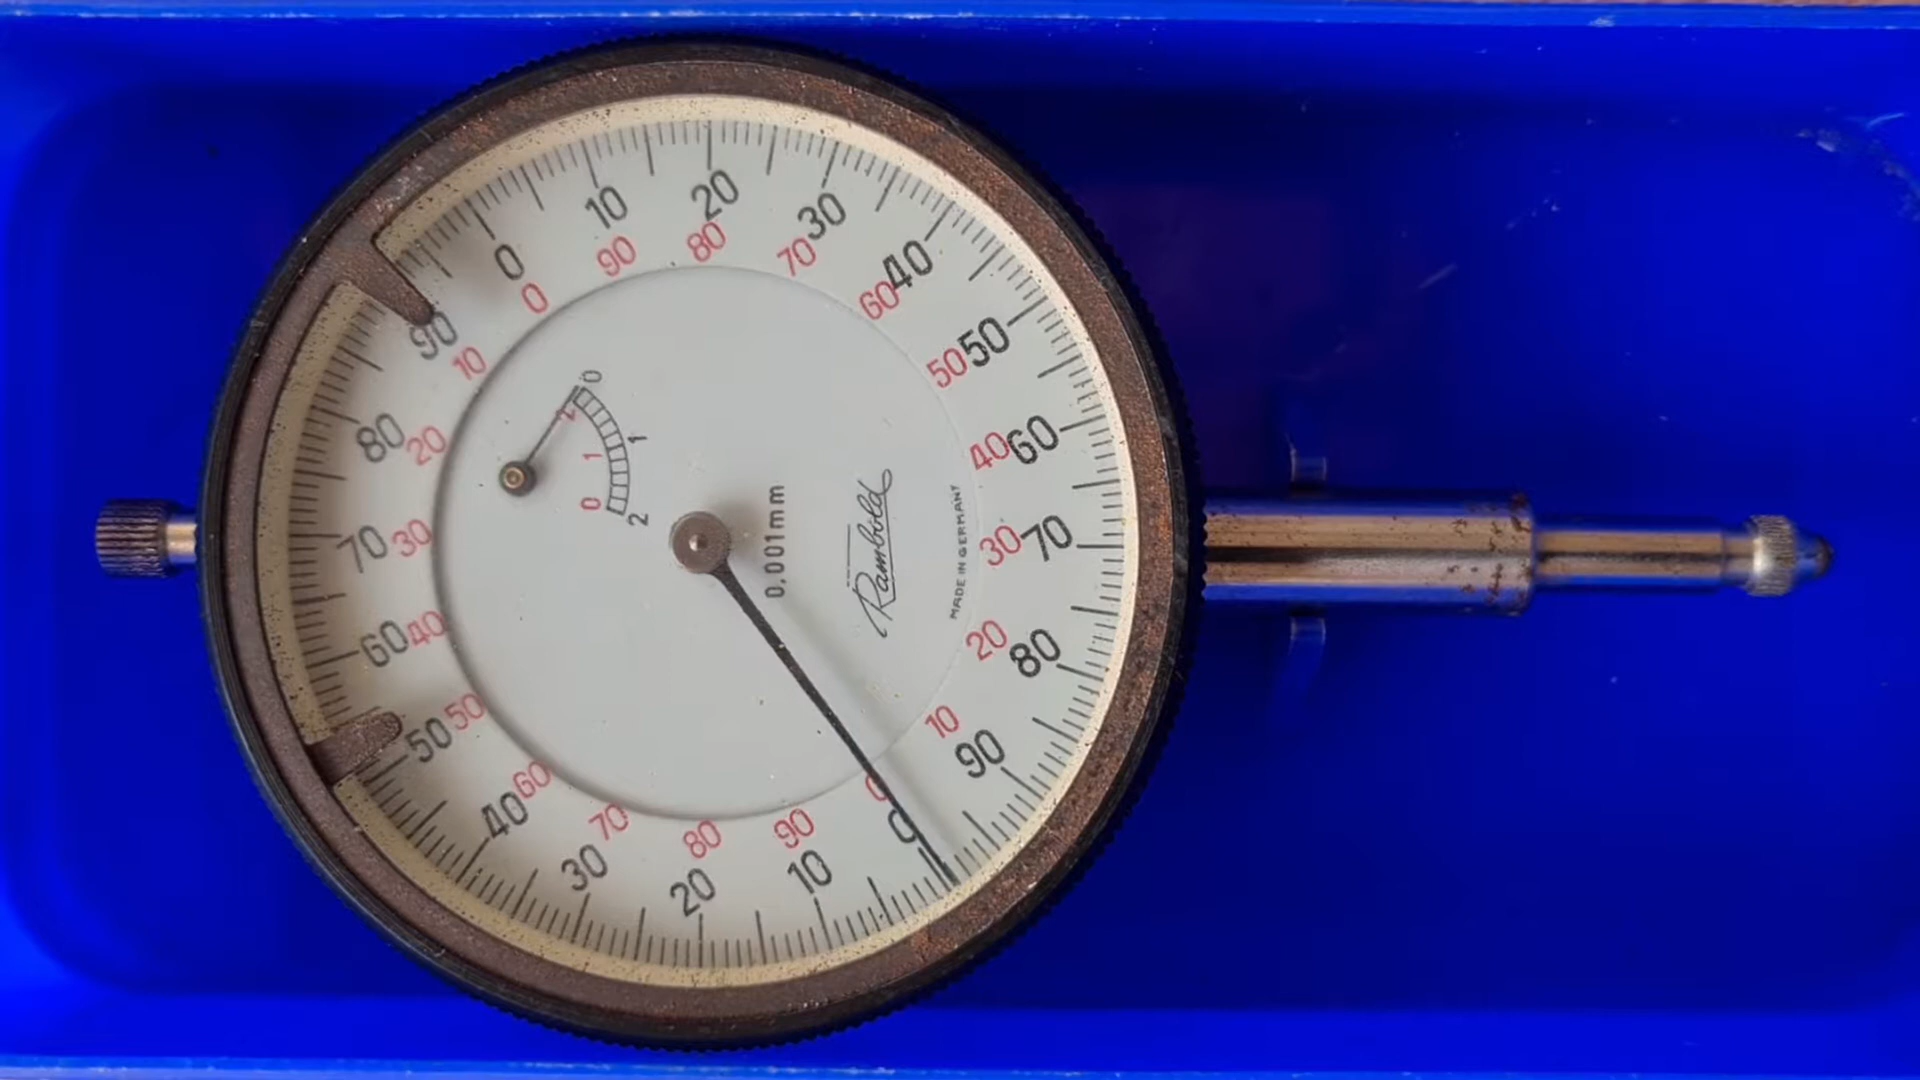 0 10 20 30 40 50 60 70 80 90 0 10 20 30 40 50 60 70 80 90
0 90 80 70 60 50 40 30 20 10 0 90 80 70 60 50 40 30 20 10
0 1 2
2 1 0
0,001mm
Rambold
MADE IN GERMANY